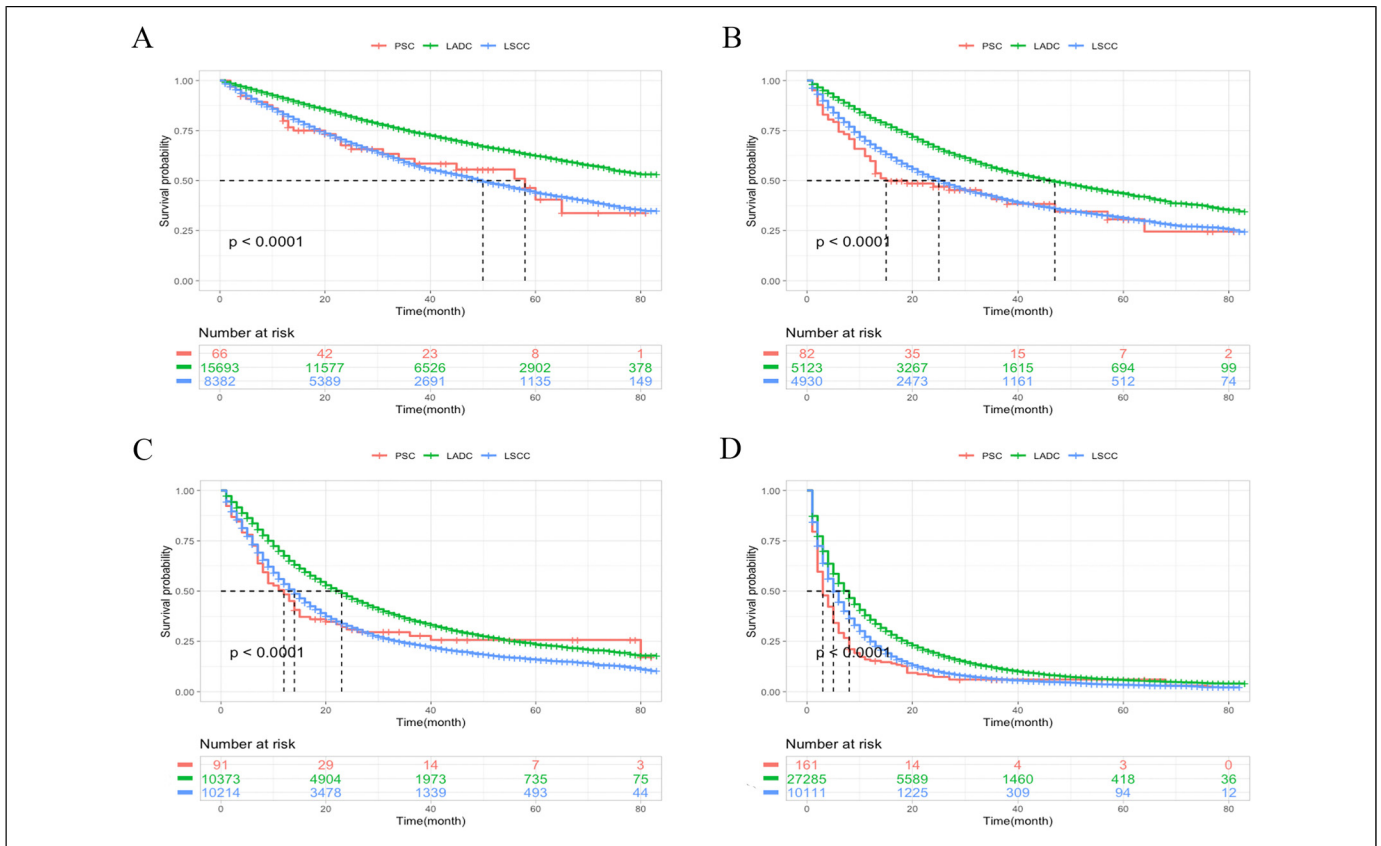 A
PSC LADC LSCC
Survival probability
1.00
0.75
0.50
0.25
0.00
p < 0.0001
0 20 40 60 80
Time(month)
Number at risk
66 42 23 8 1
15693 11577 6526 2902 378
8382 5389 2691 1135 149
0 20 40 60 80
Time(month)
B
PSC LADC LSCC
Survival probability
1.00
0.75
0.50
0.25
0.00
p < 0.0001
0 20 40 60 80
Time(month)
Number at risk
82 35 15 7 2
5123 3267 1615 694 99
4930 2473 1161 512 74
0 20 40 60 80
Time(month)
C
PSC LADC LSCC
Survival probability
1.00
0.75
0.50
0.25
0.00
p < 0.0001
0 20 40 60 80
Time(month)
Number at risk
91 29 14 7 3
10373 4904 1973 735 75
10214 3478 1339 493 44
0 20 40 60 80
Time(month)
D
PSC LADC LSCC
Survival probability
1.00
0.75
0.50
0.25
0.00
p < 0.0001
0 20 40 60 80
Time(month)
Number at risk
161 14 4 3 0
27285 5589 1460 418 36
10111 1225 309 94 12
0 20 40 60 80
Time(month)